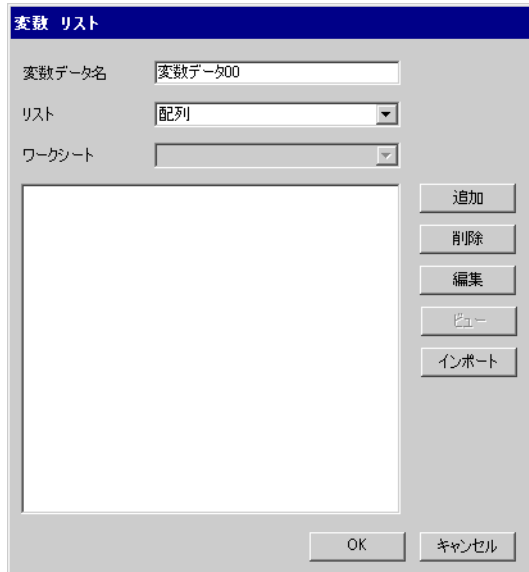 変数 リスト
変数データ名 変数データ00
リスト 配列
ワークシート
追加
削除
編集
ビュー
インポート
OK キャンセル